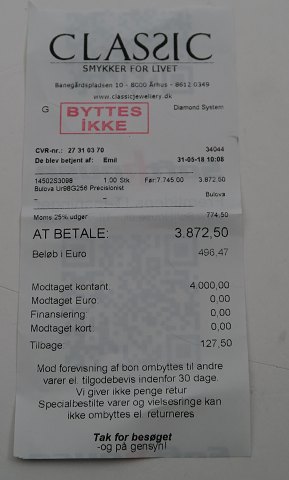 CLASSIC
SMYKKER FOR LIVET
Banegårdspladsen 10 - 8000 Århus - 8612 0349
www.classicjewellery.dk
G Diamond System
BYTTES IKKE
CVR-nr.: 27 31 03 70 34044
De blev betjent af: Emil 31-05-18 10:08
14502S3098 1,00 Stk Før:7.745,00 3.872,50
Bulova Ur98G256 Precisionist
Bulova
Moms 25% udgør 774,50
AT BETALE: 3.872,50
Beløb i Euro 496,47
Modtaget kontant 4.000,00
Modtaget Euro 0,00
Finansiering: 0,00
Modtaget kort: 0,00
Tilbage: 127,50
Mod forevisning af bon ombyttes til andre
varer el. tilgodebevis indenfor 30 dage.
Vi giver ikke penge retur
Specialbestilte varer og vielsesringe kan
ikke ombyttes el returneres
Tak for besøget
-og på gensyn!